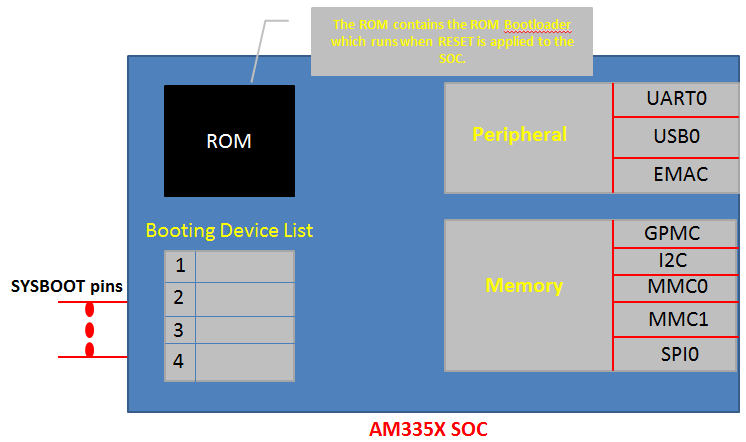 The ROM contains the ROM Bootloader
which runs when RESET is applied to the
SOC.
ROM
Peripheral
UART0
USB0
EMAC
Booting Device List
1
2
3
4
SYSBOOT pins
Memory
GPMC
I2C
MMC0
MMC1
SPI0
AM335X SOC